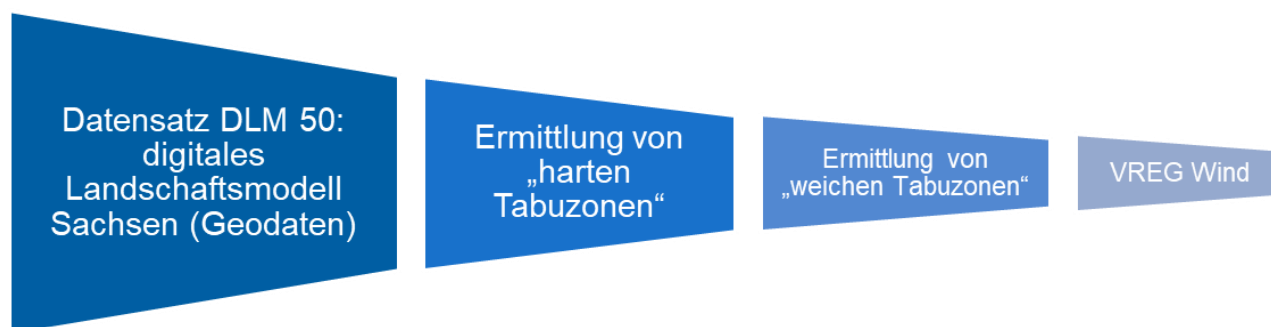 Datensatz DLM 50:
digitales
Landschaftsmodell
Sachsen (Geodaten)
Ermittlung von
„harten
Tabuzonen“
Ermittlung von
„weichen Tabuzonen“
VREG Wind